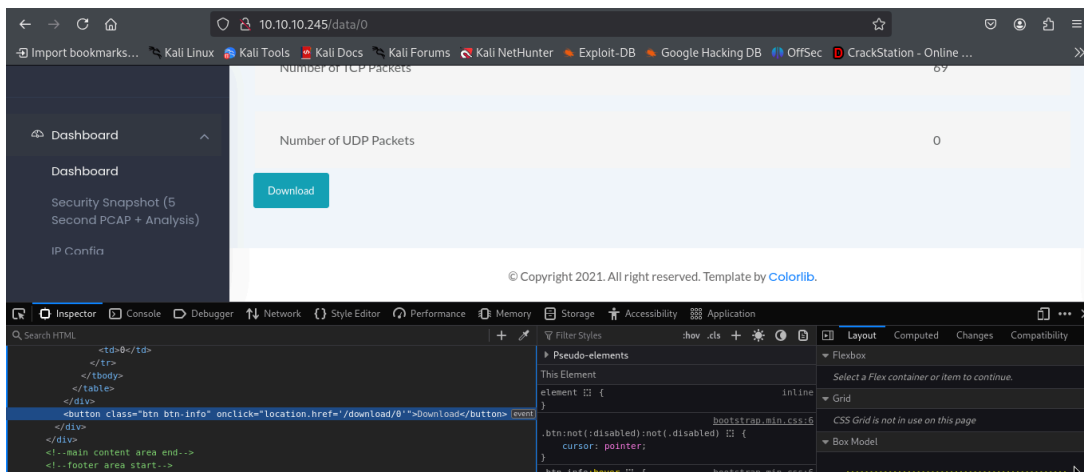 10.10.10.245/data/0
Import bookmarks... Kali Linux Kali Tools Kali Docs Kali Forums Kali NetHunter Exploit-DB Google Hacking DB OffSec CrackStation - Online ...
Number of TCP Packets 69
Dashboard
Number of UDP Packets 0
Dashboard
Download
Security Snapshot (5
Second PCAP + Analysis)
IP Config
© Copyright 2021. All right reserved. Template by Colorlib.
Inspector Console Debugger Network {} Style Editor Performance Memory Storage Accessibility Application
Search HTML
Filter Styles :hov .cls
Layout Computed Changes Compatibility
<td>0</td>
</tr>
</tbody>
</table>
</div>
<button class="btn btn-info" onclick="location.href='/download/0'">Download</button> event
</div>
</div>
<!--main content area end-->
<!--footer area start-->
Pseudo-elements
This Element
element { inline
}
bootstrap.min.css:6
.btn:not(:disabled):not(.disabled) {
cursor: pointer;
}
.btn-info:hover { bootstrap.min.css:6
Flexbox
Select a Flex container or item to continue.
Grid
CSS Grid is not in use on this page
Box Model